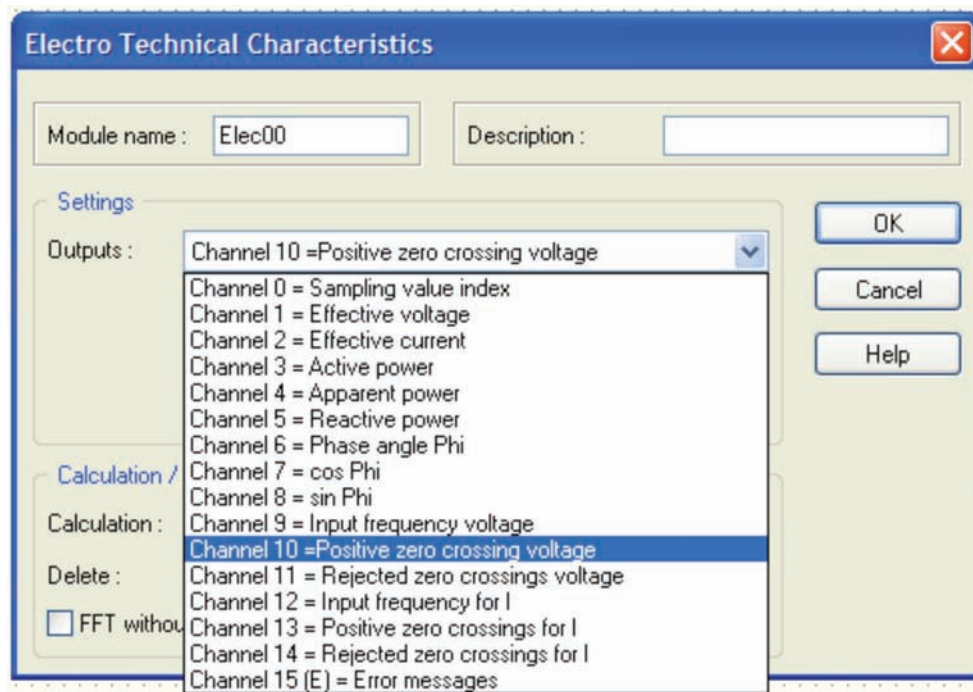 Electro Technical Characteristics
Module name : Elec00
Description :
Settings
Outputs : Channel 10 =Positive zero crossing voltage
OK
Cancel
Help
Channel 0 = Sampling value index
Channel 1 = Effective voltage
Channel 2 = Effective current
Channel 3 = Active power
Channel 4 = Apparent power
Channel 5 = Reactive power
Channel 6 = Phase angle Phi
Channel 7 = cos Phi
Channel 8 = sin Phi
Channel 9 = Input frequency voltage
Channel 10 =Positive zero crossing voltage
Channel 11 = Rejected zero crossings voltage
Channel 12 = Input frequency for I
Channel 13 = Positive zero crossings for I
Channel 14 = Rejected zero crossings for I
Channel 15 (E) = Error messages
Calculation /
Calculation :
Delete :
FFT withou